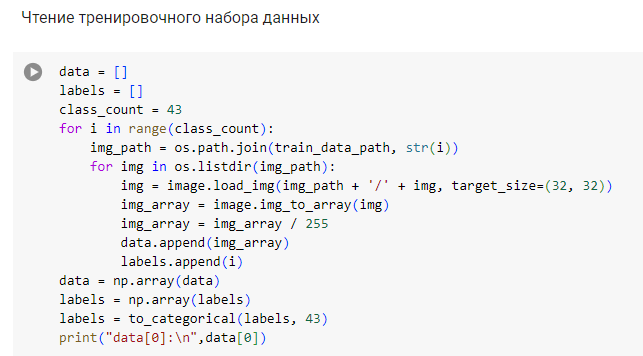 Чтение тренировочного набора данных
data = []
labels = []
class_count = 43
for i in range(class_count):
    img_path = os.path.join(train_data_path, str(i))
    for img in os.listdir(img_path):
        img = image.load_img(img_path + '/' + img, target_size=(32, 32))
        img_array = image.img_to_array(img)
        img_array = img_array / 255
        data.append(img_array)
        labels.append(i)
data = np.array(data)
labels = np.array(labels)
labels = to_categorical(labels, 43)
print("data[0]:\n",data[0])